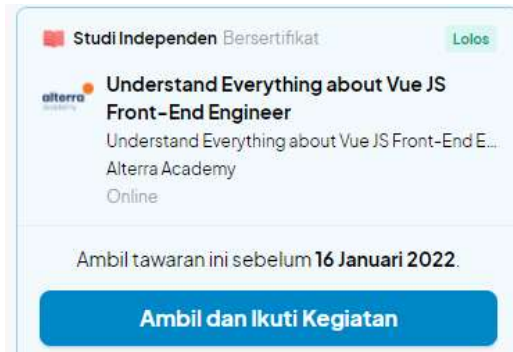 Studi Independen Bersertifikat Lolos
alterra
academy
Understand Everything about Vue JS
Front-End Engineer
Understand Everything about Vue JS Front-End E...
Alterra Academy
Online
Ambil tawaran ini sebelum 16 Januari 2022.
Ambil dan Ikuti Kegiatan